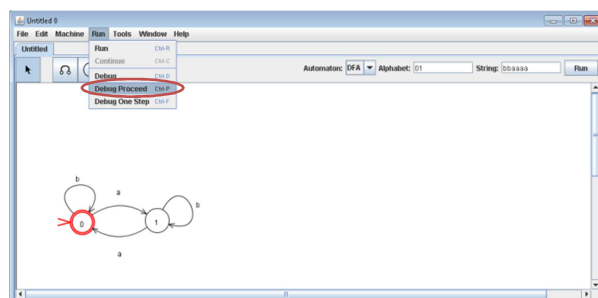 Untitled 0
File Edit Machine Run Tools Window Help
Untitled
Run Ctrl-R
Continue Ctrl-C
Debug Ctrl-D
Debug Proceed Ctrl-P
Debug One Step Ctrl-F
Automaton: DFA Alphabet: 01 String: bbaaaa Run
b
a
b
0
1
a